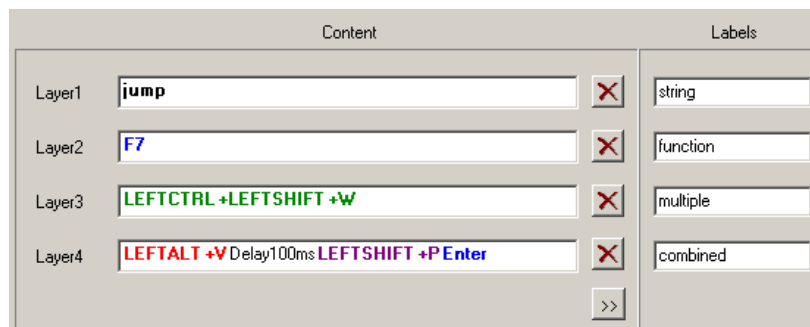 Content Labels
Layer1 jump string
Layer2 F7 function
Layer3 LEFTCTRL +LEFTSHIFT +W multiple
Layer4 LEFTALT +V Delay100ms LEFTSHIFT +P Enter combined
>>